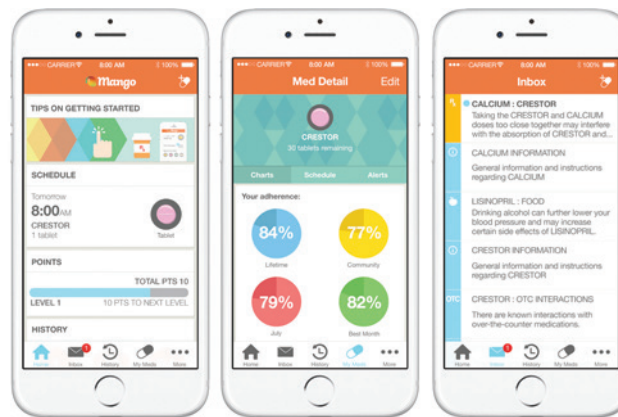 CARRIER 8:00 AM 100%
Mango
TIPS ON GETTING STARTED
SCHEDULE
Tomorrow
8:00AM
CRESTOR
1 tablet
Tablet
POINTS
TOTAL PTS 10
LEVEL 1 10 PTS TO NEXT LEVEL
HISTORY
Home Inbox History My Meds More
1
CARRIER 8:00 AM 100%
Med Detail Edit
CRESTOR
30 tablets remaining
Charts Schedule Alerts
Your adherence:
84% 77%
Lifetime Community
79% 82%
July Best Month
Home Inbox History My Meds More
CARRIER 8:00 AM 100%
Inbox
CALCIUM : CRESTOR
Taking the CRESTOR and CALCIUM
doses too close together may interfere
with the absorption of CRESTOR and...
CALCIUM INFORMATION
General information and instructions
regarding CALCIUM
LISINOPRIL : FOOD
Drinking alcohol can further lower your
blood pressure and may increase
certain side effects of LISINOPRIL.
CRESTOR INFORMATION
General information and instructions
regarding CRESTOR
OTC CRESTOR : OTC INTERACTIONS
There are known interactions with
over-the-counter medications.
Home Inbox History My Meds More
1